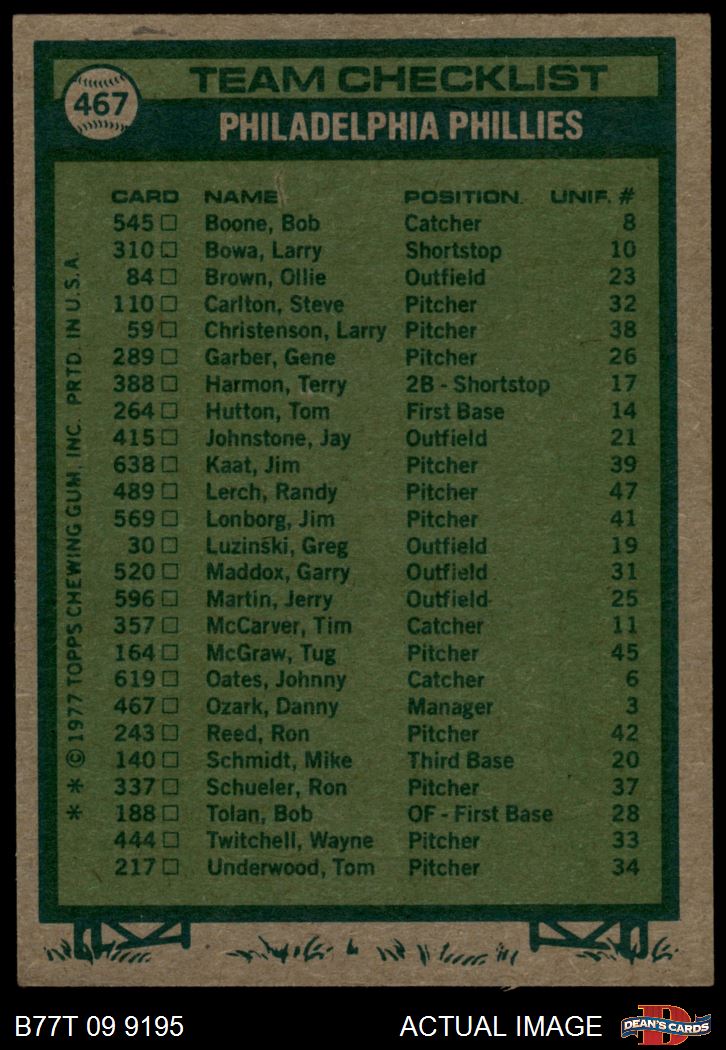 467
TEAM CHECKLIST
PHILADELPHIA PHILLIES
CARD NAME POSITION. UNIF. #
545 Boone, Bob Catcher 8
310 Bowa, Larry Shortstop 10
84 Brown, Ollie Outfield 23
110 Carlton, Steve Pitcher 32
59 Christenson, Larry Pitcher 38
289 Garber, Gene Pitcher 26
388 Harmon, Terry 2B - Shortstop 17
264 Hutton, Tom First Base 14
415 Johnstone, Jay Outfield 21
638 Kaat, Jim Pitcher 39
489 Lerch, Randy Pitcher 47
569 Lonborg, Jim Pitcher 41
30 Luzinski, Greg Outfield 19
520 Maddox, Garry Outfield 31
596 Martin, Jerry Outfield 25
357 McCarver, Tim Catcher 11
164 McGraw, Tug Pitcher 45
619 Oates, Johnny Catcher 6
467 Ozark, Danny Manager 3
243 Reed, Ron Pitcher 42
140 Schmidt, Mike Third Base 20
337 Schueler, Ron Pitcher 37
188 Tolan, Bob OF - First Base 28
444 Twitchell, Wayne Pitcher 33
217 Underwood, Tom Pitcher 34
* * © 1977 TOPPS CHEWING GUM, INC. PRTD. IN U.S.A.
B77T 09 9195 ACTUAL IMAGE
D
DEAN'S CARDS